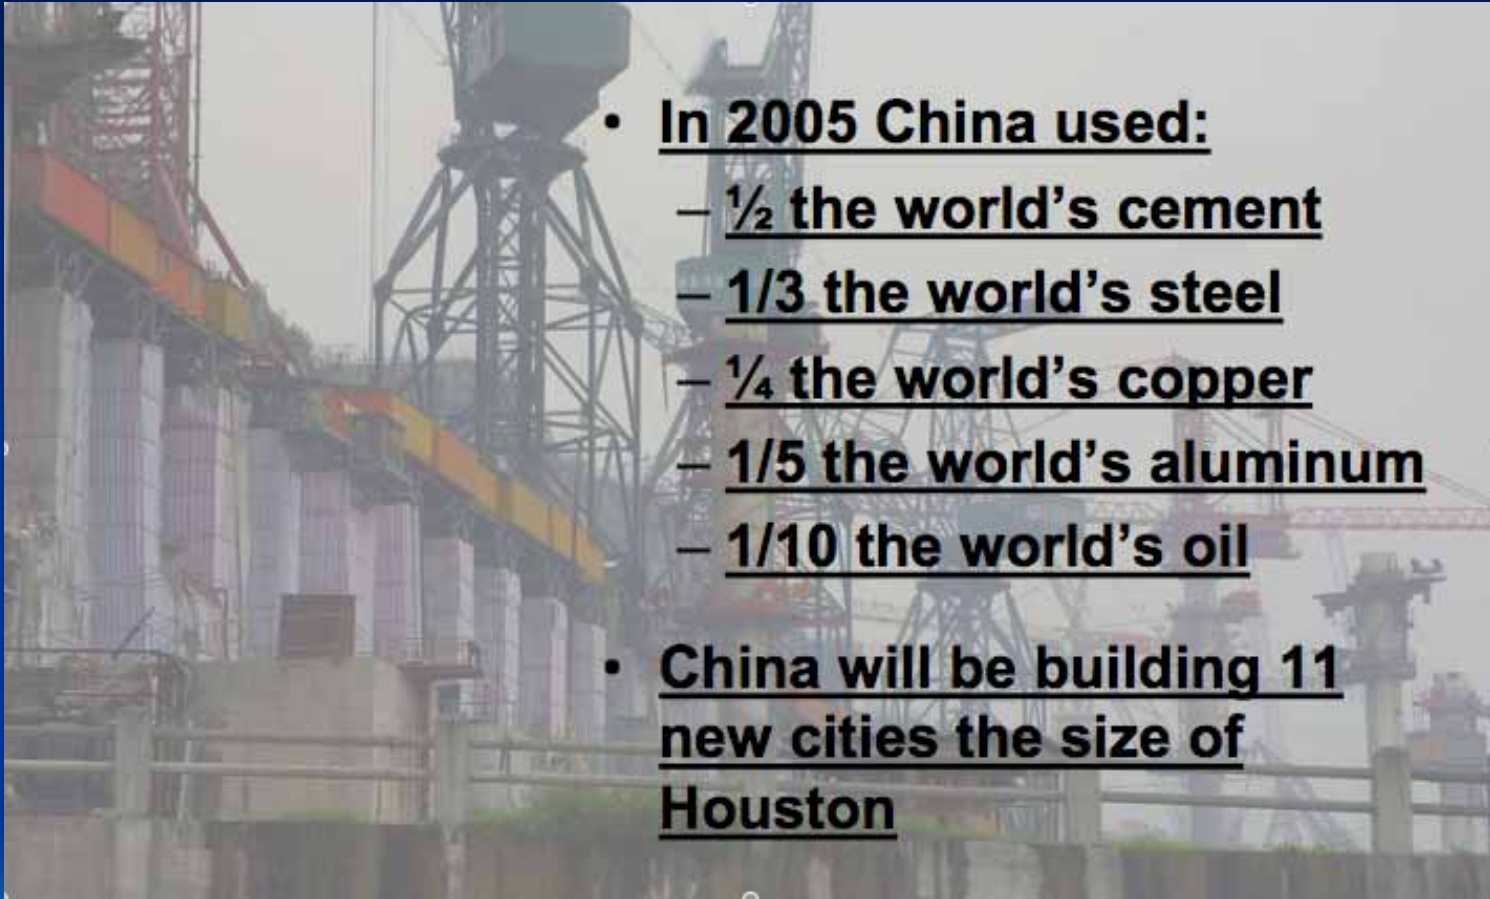 • In 2005 China used:
– ½ the world’s cement
– 1/3 the world’s steel
– ¼ the world’s copper
– 1/5 the world’s aluminum
– 1/10 the world’s oil
• China will be building 11
new cities the size of
Houston